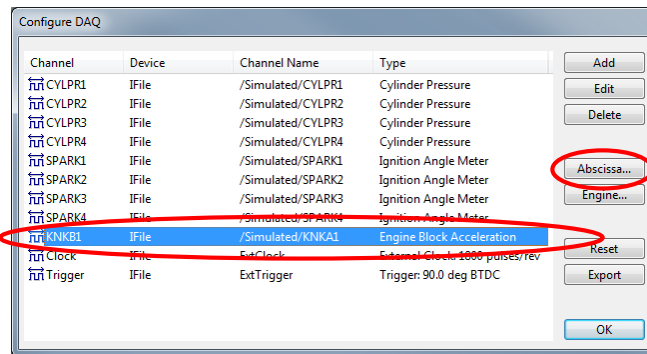 Configure DAQ
Channel Device Channel Name Type
CYLPR1 IFile /Simulated/CYLPR1 Cylinder Pressure
CYLPR2 IFile /Simulated/CYLPR2 Cylinder Pressure
CYLPR3 IFile /Simulated/CYLPR3 Cylinder Pressure
CYLPR4 IFile /Simulated/CYLPR4 Cylinder Pressure
SPARK1 IFile /Simulated/SPARK1 Ignition Angle Meter
SPARK2 IFile /Simulated/SPARK2 Ignition Angle Meter
SPARK3 IFile /Simulated/SPARK3 Ignition Angle Meter
SPARK4 IFile /Simulated/SPARK4 Ignition Angle Meter
KNKB1 IFile /Simulated/KNKA1 Engine Block Acceleration
Clock IFile ExtClock External Clock: 1800 pulses/rev
Trigger IFile ExtTrigger Trigger: 90.0 deg BTDC
Add
Edit
Delete
Abscissa...
Engine...
Reset
Export
OK